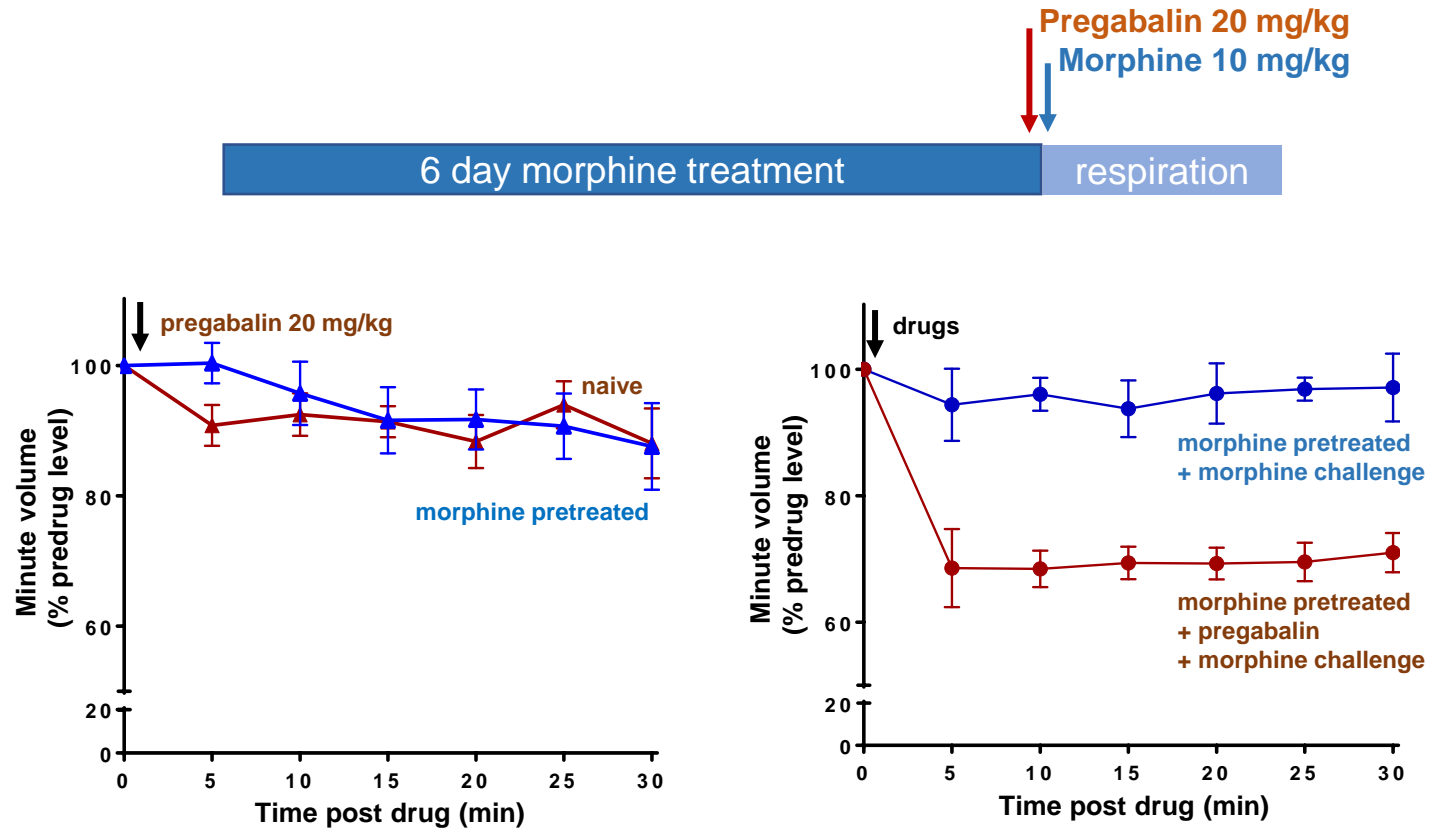 Pregabalin 20 mg/kg
Morphine 10 mg/kg
6 day morphine treatment
respiration
pregabalin 20 mg/kg
naive
morphine pretreated
Minute volume
(% predrug level)
100
80
60
20
0
0 5 10 15 20 25 30
Time post drug (min)
drugs
morphine pretreated
+ morphine challenge
morphine pretreated
+ pregabalin
+ morphine challenge
Minute volume
(% predrug level)
100
80
60
20
0
0 5 10 15 20 25 30
Time post drug (min)